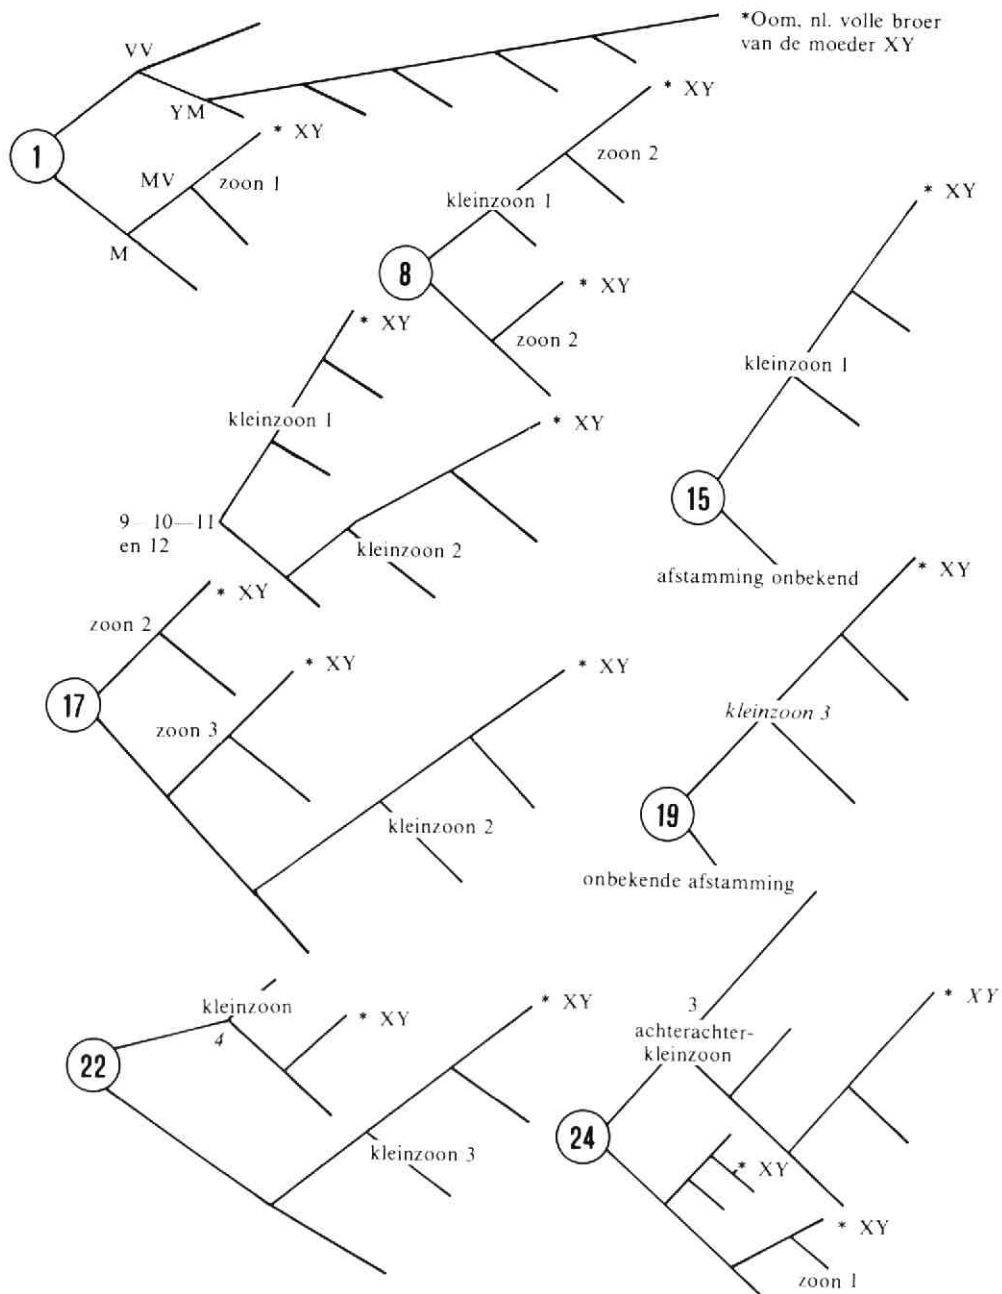 *Oom, nl. volle broer
van de moeder XY
VV
YM
* XY
1
MV
zoon 1
M
* XY
zoon 2
kleinzoon 1
8
* XY
zoon 2
* XY
kleinzoon 1
* XY
kleinzoon 1
15
afstamming onbekend
* XY
9—10—11
en 12
kleinzoon 2
* XY
zoon 2
17
* XY
zoon 3
* XY
kleinzoon 2
* XY
kleinzoon 3
19
onbekende afstamming
kleinzoon
4
* XY
22
* XY
kleinzoon 3
3
achterachter-
kleinzoon
* XY
24
* XY
* XY
zoon 1